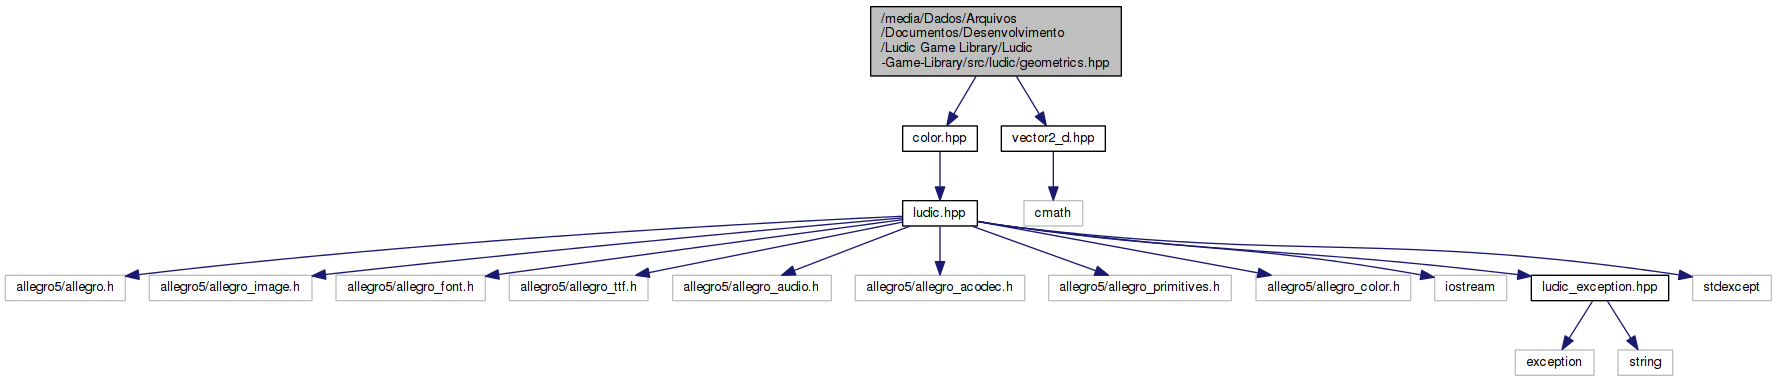 /media/Dados/Arquivos
/Documentos/Desenvolvimento
/Ludic Game Library/Ludic
-Game-Library/src/ludic/geometrics.hpp
color.hpp
vector2_d.hpp
ludic.hpp
cmath
allegro5/allegro.h
allegro5/allegro_image.h
allegro5/allegro_font.h
allegro5/allegro_ttf.h
allegro5/allegro_audio.h
allegro5/allegro_acodec.h
allegro5/allegro_primitives.h
allegro5/allegro_color.h
iostream
ludic_exception.hpp
stdexcept
exception
string